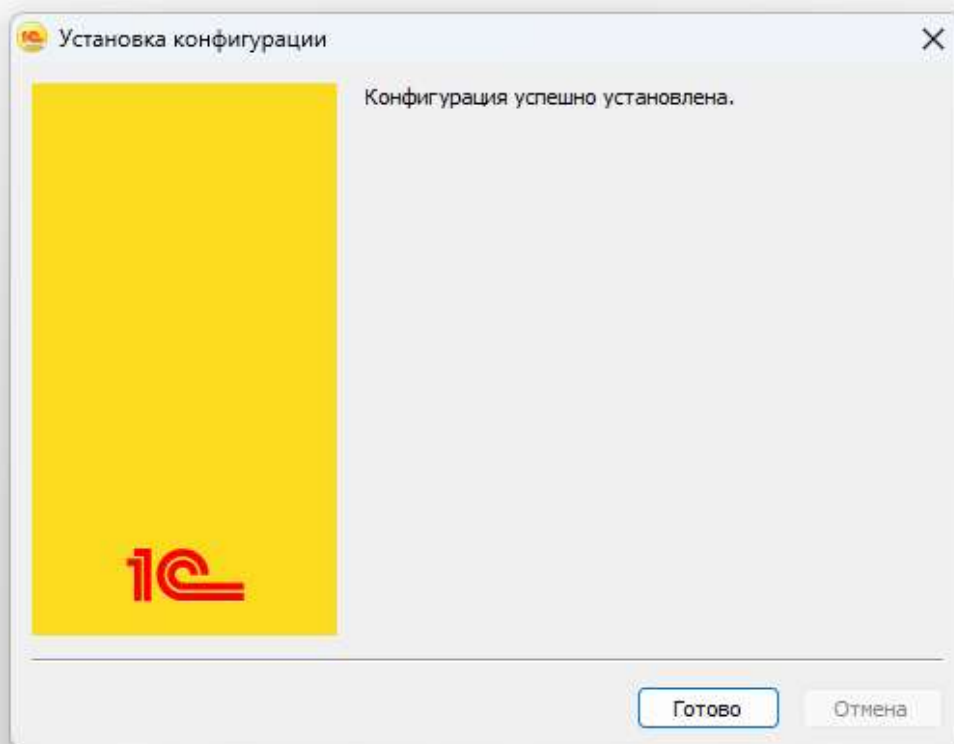 Установка конфигурации
Конфигурация успешно установлена.
1С
Готово
Отмена